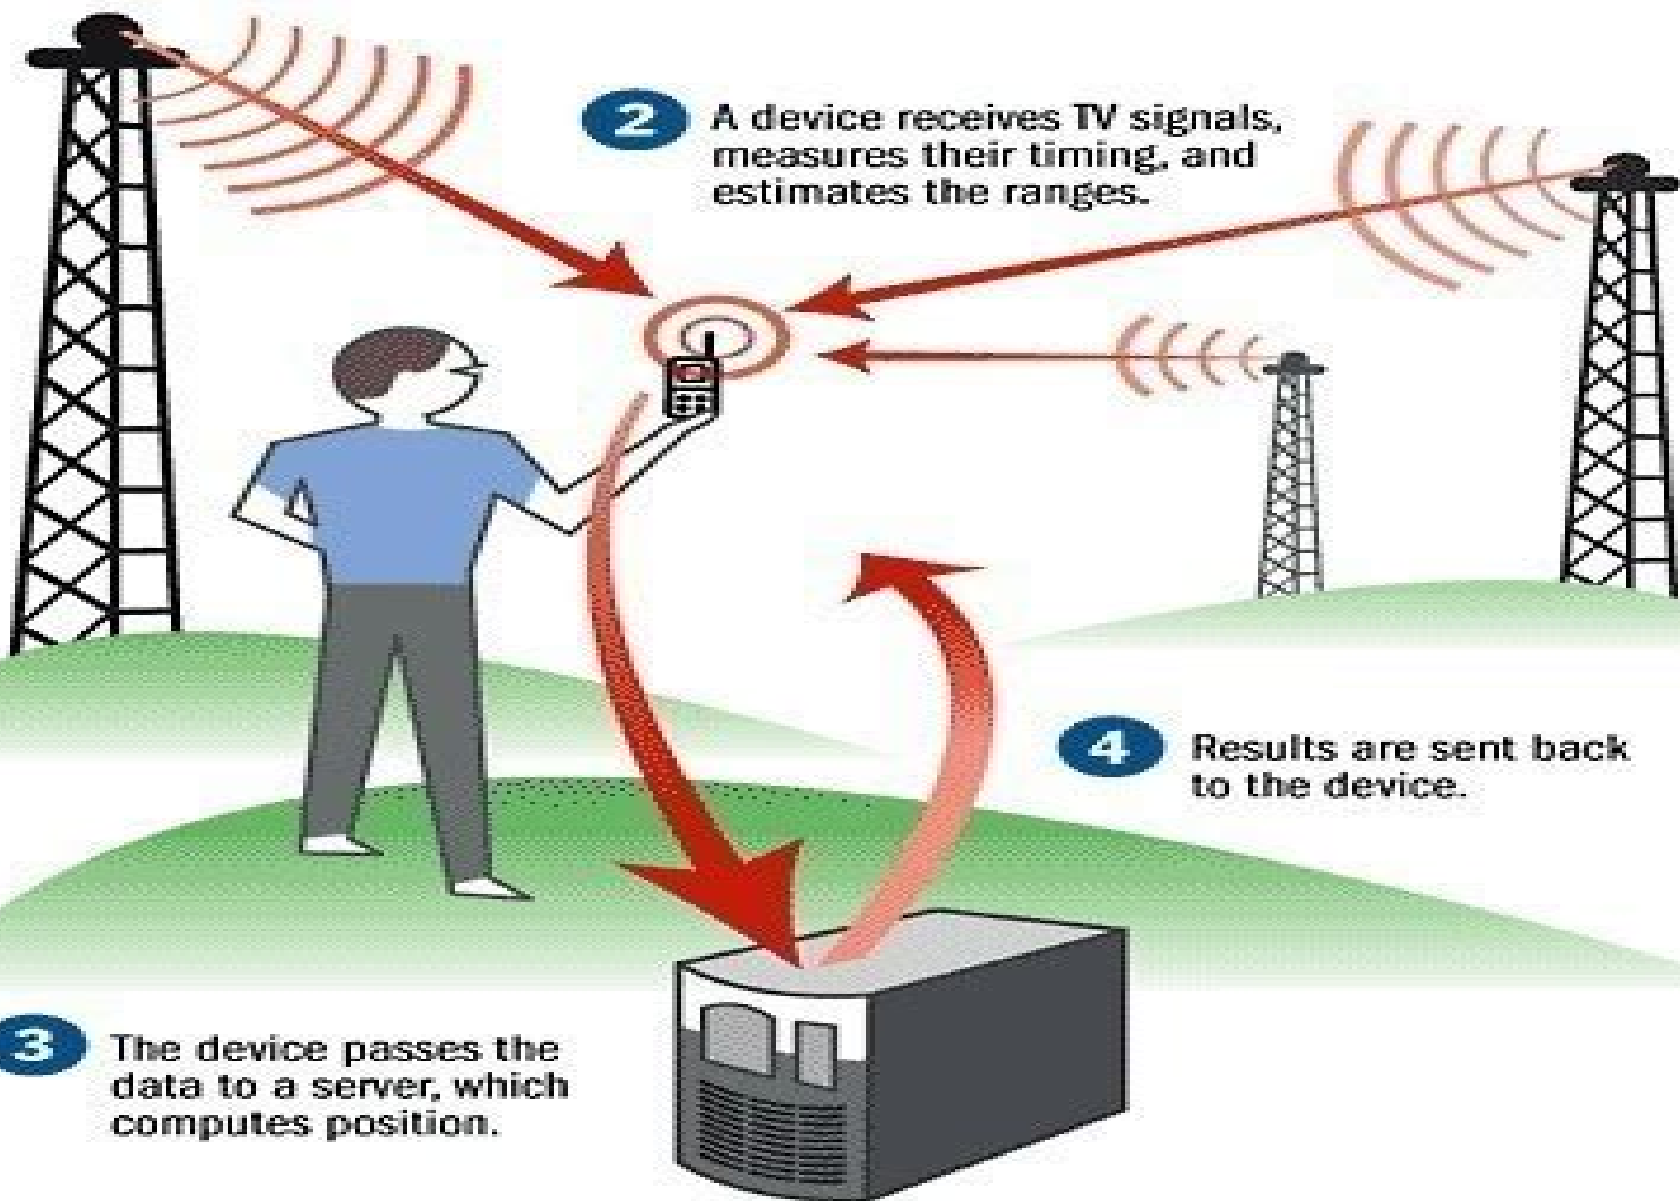 2 A device receives TV signals,
measures their timing, and
estimates the ranges.
4 Results are sent back
to the device.
3 The device passes the
data to a server, which
computes position.